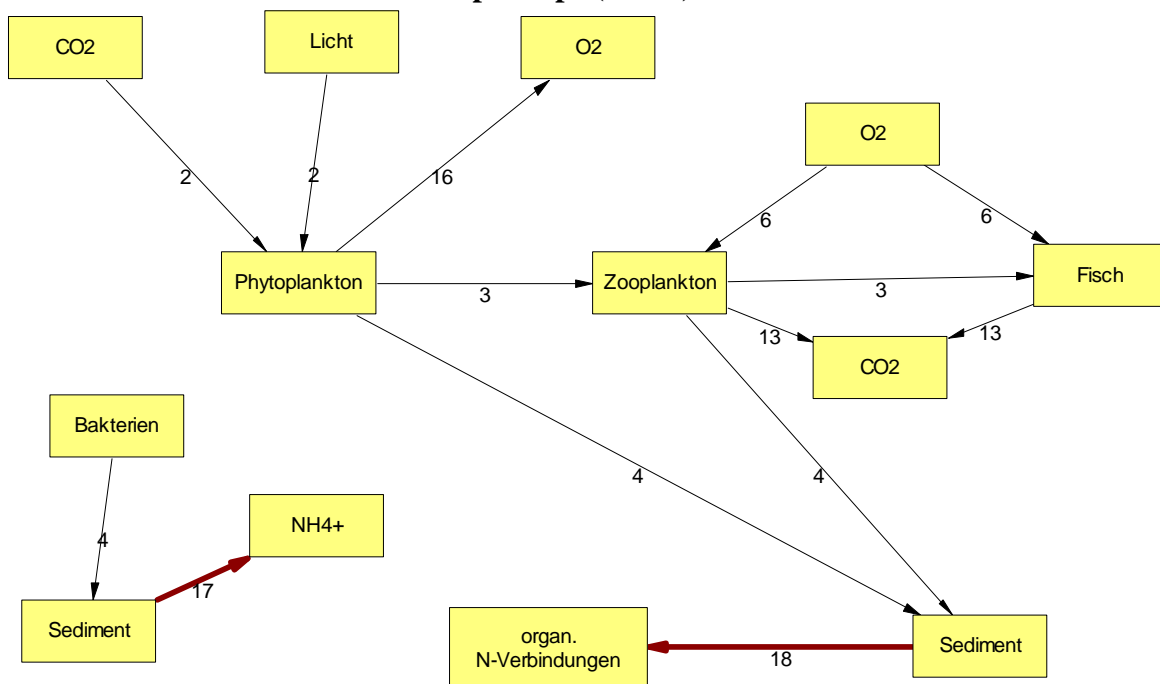 CO2
Licht
O2
O2
2
2
16
6
6
Phytoplankton
3
Zooplankton
3
Fisch
13
13
CO2
Bakterien
4
4
4
NH4+
17
Sediment
organ.
N-Verbindungen
18
Sediment